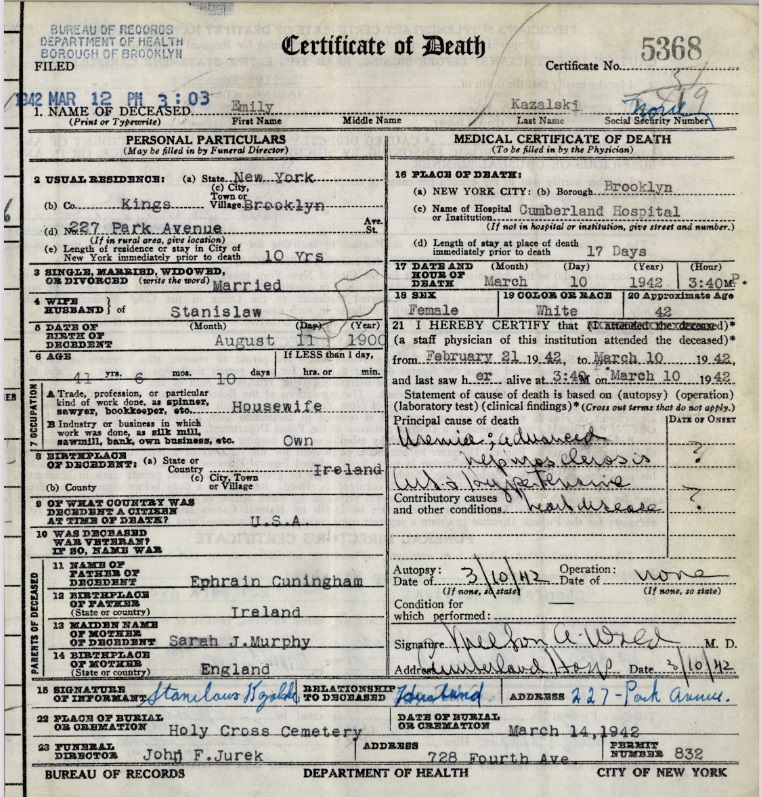 BUREAU OF RECORDS
DEPARTMENT OF HEALTH
BOROUGH OF BROOKLYN
FILED
Certificate of Death
5368
Certificate No.
1942 MAR 12 PM 3:03
1. NAME OF DECEASED Emily Kazalski None
(Print or Typewrite) First Name Middle Name Last Name Social Security Number
PERSONAL PARTICULARS
(May be filled in by Funeral Director)
2 USUAL RESIDENCE: (a) State New York
(b) Co. Kings (c) City, Town or Village Brooklyn
(d) No. 227 Park Avenue Ave. St.
(If in rural area, give location)
(e) Length of residence or stay in City of
New York immediately prior to death 10 Yrs
3 SINGLE, MARRIED, WIDOWED,
OR DIVORCED (write the word) Married
4 WIFE
HUSBAND } of Stanislaw
5 DATE OF (Month) (Day) (Year)
BIRTH OF
DECEDENT August 11 1900
6 AGE If LESS than 1 day,
41 yrs. 6 mos. 10 days hrs. or min.
7 OCCUPATION
A Trade, profession, or particular
kind of work done, as spinner,
sawyer, bookkeeper, etc. Housewife
B Industry or business in which
work was done, as silk mill,
sawmill, bank, own business, etc. Own
8 BIRTHPLACE
OF DECEDENT: (a) State or
Country Ireland
(b) County (c) City, Town
or Village
9 OF WHAT COUNTRY WAS
DECEDENT A CITIZEN
AT TIME OF DEATH? U.S.A.
10 WAS DECEASED
WAR VETERAN?
IF SO, NAME WAR
PARENTS OF DECEASED
11 NAME OF
FATHER OF
DECEDENT Ephrain Cuningham
12 BIRTHPLACE
OF FATHER
(State or country) Ireland
13 MAIDEN NAME
OF MOTHER
OF DECEDENT Sarah J.Murphy
14 BIRTHPLACE
OF MOTHER
(State or country) England
MEDICAL CERTIFICATE OF DEATH
(To be filled in by the Physician)
16 PLACE OF DEATH:
(a) NEW YORK CITY: (b) Borough Brooklyn
(c) Name of Hospital
or Institution Cumberland Hospital
(If not in hospital or institution, give street and number.)
(d) Length of stay at place of death
immediately prior to death 17 Days
17 DATE AND (Month) (Day) (Year) (Hour)
HOUR OF
DEATH March 10 1942 3:40 P.M.
18 SEX 19 COLOR OR RACE 20 Approximate Age
Female White 42
21 I HEREBY CERTIFY that (I attended the deceased)*
(a staff physician of this institution attended the deceased)*
from February 21 1942, to March 10 1942,
and last saw her alive at 3:40 P.M on March 10 1942
Statement of cause of death is based on (autopsy) (operation)
(laboratory test) (clinical findings)* (Cross out terms that do not apply.)
Principal cause of death DATE OF ONSET
Uremia: advanced
nephrosclerosis ?
hypertensive
Contributory causes
and other conditions. heart disease ?
Autopsy: Operation:
Date of 3/10/42 Date of none
(If none, so state) (If none, so state)
Condition for
which performed: —
Signature A Wold M. D.
Address Cumberland Hosp Date 3/10/42
15 SIGNATURE
OF INFORMANT Stanislaus RELATIONSHIP
TO DECEASED Husband ADDRESS 227-Park Avenue.
22 PLACE OF BURIAL
OR CREMATION Holy Cross Cemetery DATE OF BURIAL
OR CREMATION March 14,1942
23 FUNERAL
DIRECTOR John F.Jurek ADDRESS 728 Fourth Ave. PERMIT
NUMBER 832
BUREAU OF RECORDS DEPARTMENT OF HEALTH CITY OF NEW YORK